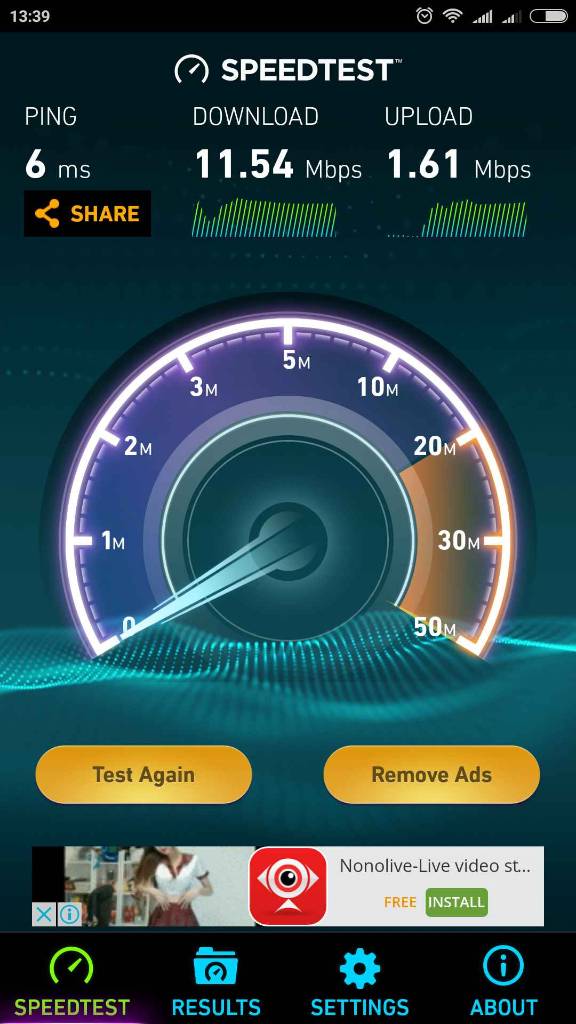 13:39
SPEEDTEST™
PING DOWNLOAD UPLOAD
6 ms 11.54 Mbps 1.61 Mbps
SHARE
5M
3M 10M
2M 20M
1M 30M
0 50M
Test Again Remove Ads
Nonolive-Live video st...
FREE INSTALL
SPEEDTEST RESULTS SETTINGS ABOUT